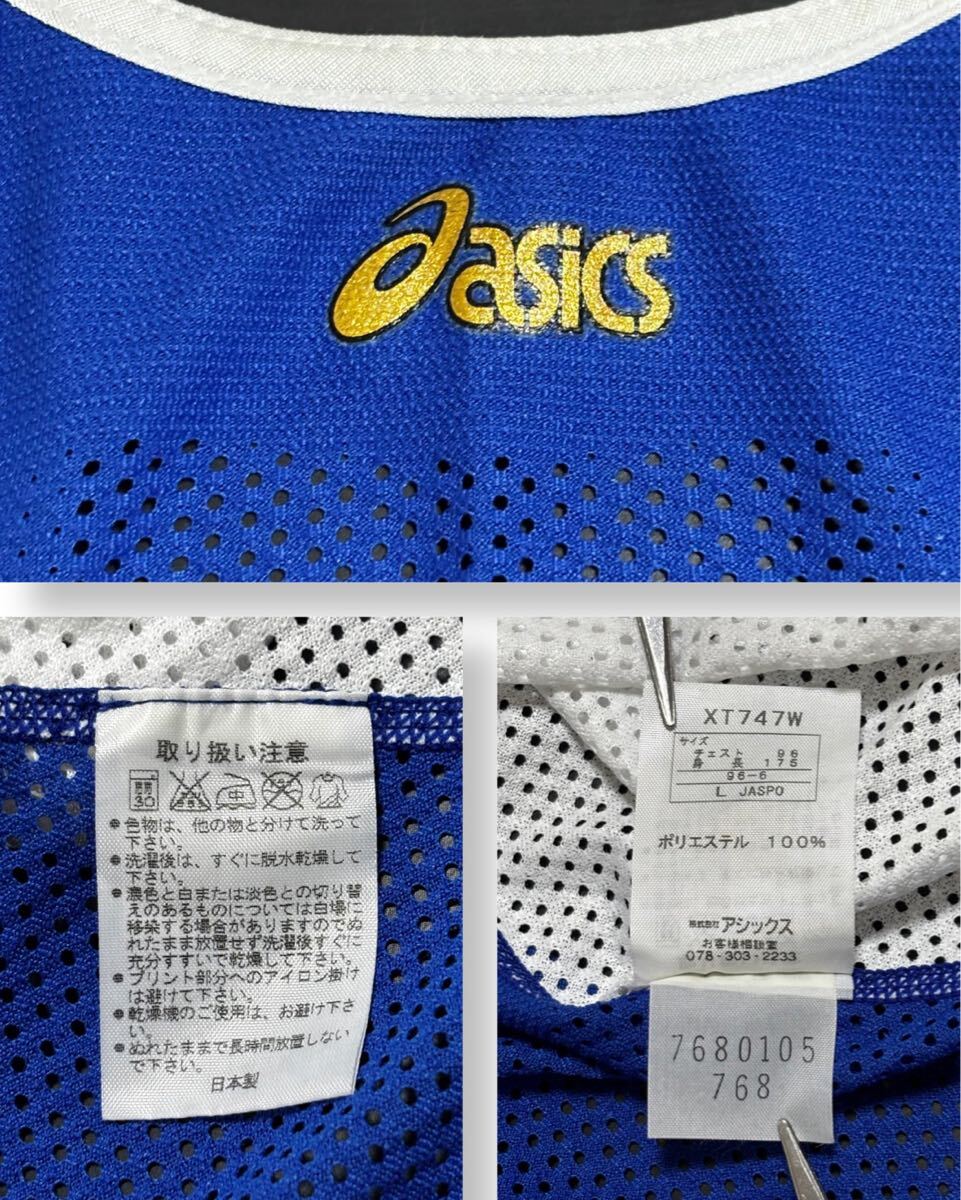 asics
取り扱い注意
30
●色物は、他の物と分けて洗って
下さい。
●洗濯後は、すぐに脱水乾燥して
下さい。
●濃色と白または淡色との切り替
えのあるものについては白場に
移染する場合がありますのでぬ
れたまま放置せず洗濯後すぐに
充分すすいで乾燥して下さい。
●プリント部分へのアイロン掛け
は避けて下さい。
●乾燥機のご使用は、お避け下さ
い。
●ぬれたままで長時間放置しない
で下さい。
日本製
XT747W
サイズ
チェスト 96
身長 175
96-6
L JASPO
ポリエステル 100%
株式会社アシックス
お客様相談室
078-303-2233
7680105
768